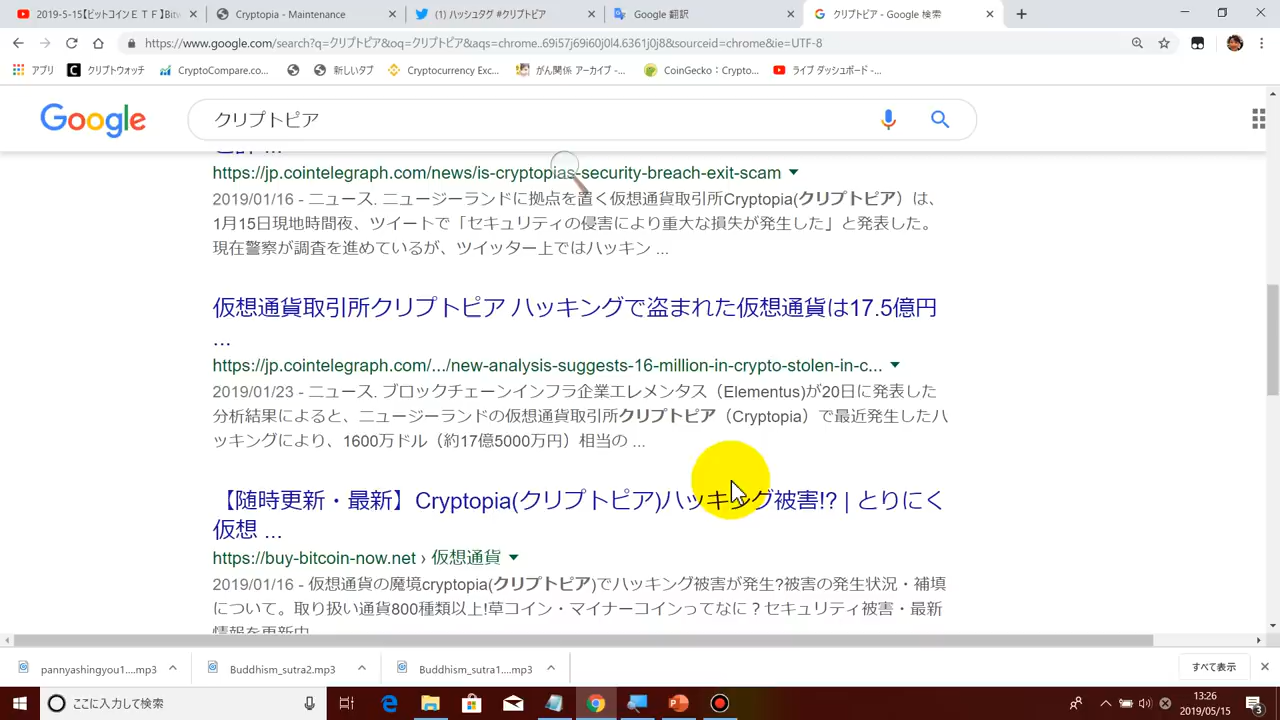 2019-5-15【ビットコインＥＴＦ】Bitw
Cryptopia - Maintenance
(1) ハッシュタグ #クリプトピア
Google 翻訳
クリプトピア - Google 検索
https://www.google.com/search?q=クリプトピア&oq=クリプトピア&aqs=chrome..69i57j69i60j0l4.6361j0j8&sourceid=chrome&ie=UTF-8
アプリ
クリプトウォッチ
CryptoCompare.co...
新しいタブ
Cryptocurrency Exc...
がん関係 アーカイブ -...
CoinGecko：Crypto...
ライブ ダッシュボード -...
Google
クリプトピア
https://jp.cointelegraph.com/news/is-cryptopias-security-breach-exit-scam
2019/01/16 - ニュース. ニュージーランドに拠点を置く仮想通貨取引所Cryptopia(クリプトピア）は、
1月15日現地時間夜、ツイートで「セキュリティの侵害により重大な損失が発生した」と発表した。
現在警察が調査を進めているが、ツイッター上ではハッキン ...
仮想通貨取引所クリプトピア ハッキングで盗まれた仮想通貨は17.5億円
...
https://jp.cointelegraph.com/.../new-analysis-suggests-16-million-in-crypto-stolen-in-c...
2019/01/23 - ニュース. ブロックチェーンインフラ企業エレメンタス（Elementus)が20日に発表した
分析結果によると、ニュージーランドの仮想通貨取引所クリプトピア（Cryptopia）で最近発生したハ
ッキングにより、1600万ドル（約17億5000万円）相当の ...
【随時更新・最新】Cryptopia(クリプトピア)ハッキング被害!? | とりにく
仮想 ...
https://buy-bitcoin-now.net › 仮想通貨
2019/01/16 - 仮想通貨の魔境cryptopia(クリプトピア)でハッキング被害が発生?被害の発生状況・補填
について。取り扱い通貨800種類以上!草コイン・マイナーコインってなに？セキュリティ被害・最新
情報を更新中
pannyashingyou1....mp3
Buddhism_sutra2.mp3
Buddhism_sutra1....mp3
すべて表示
ここに入力して検索
13:26
2019/05/15
3